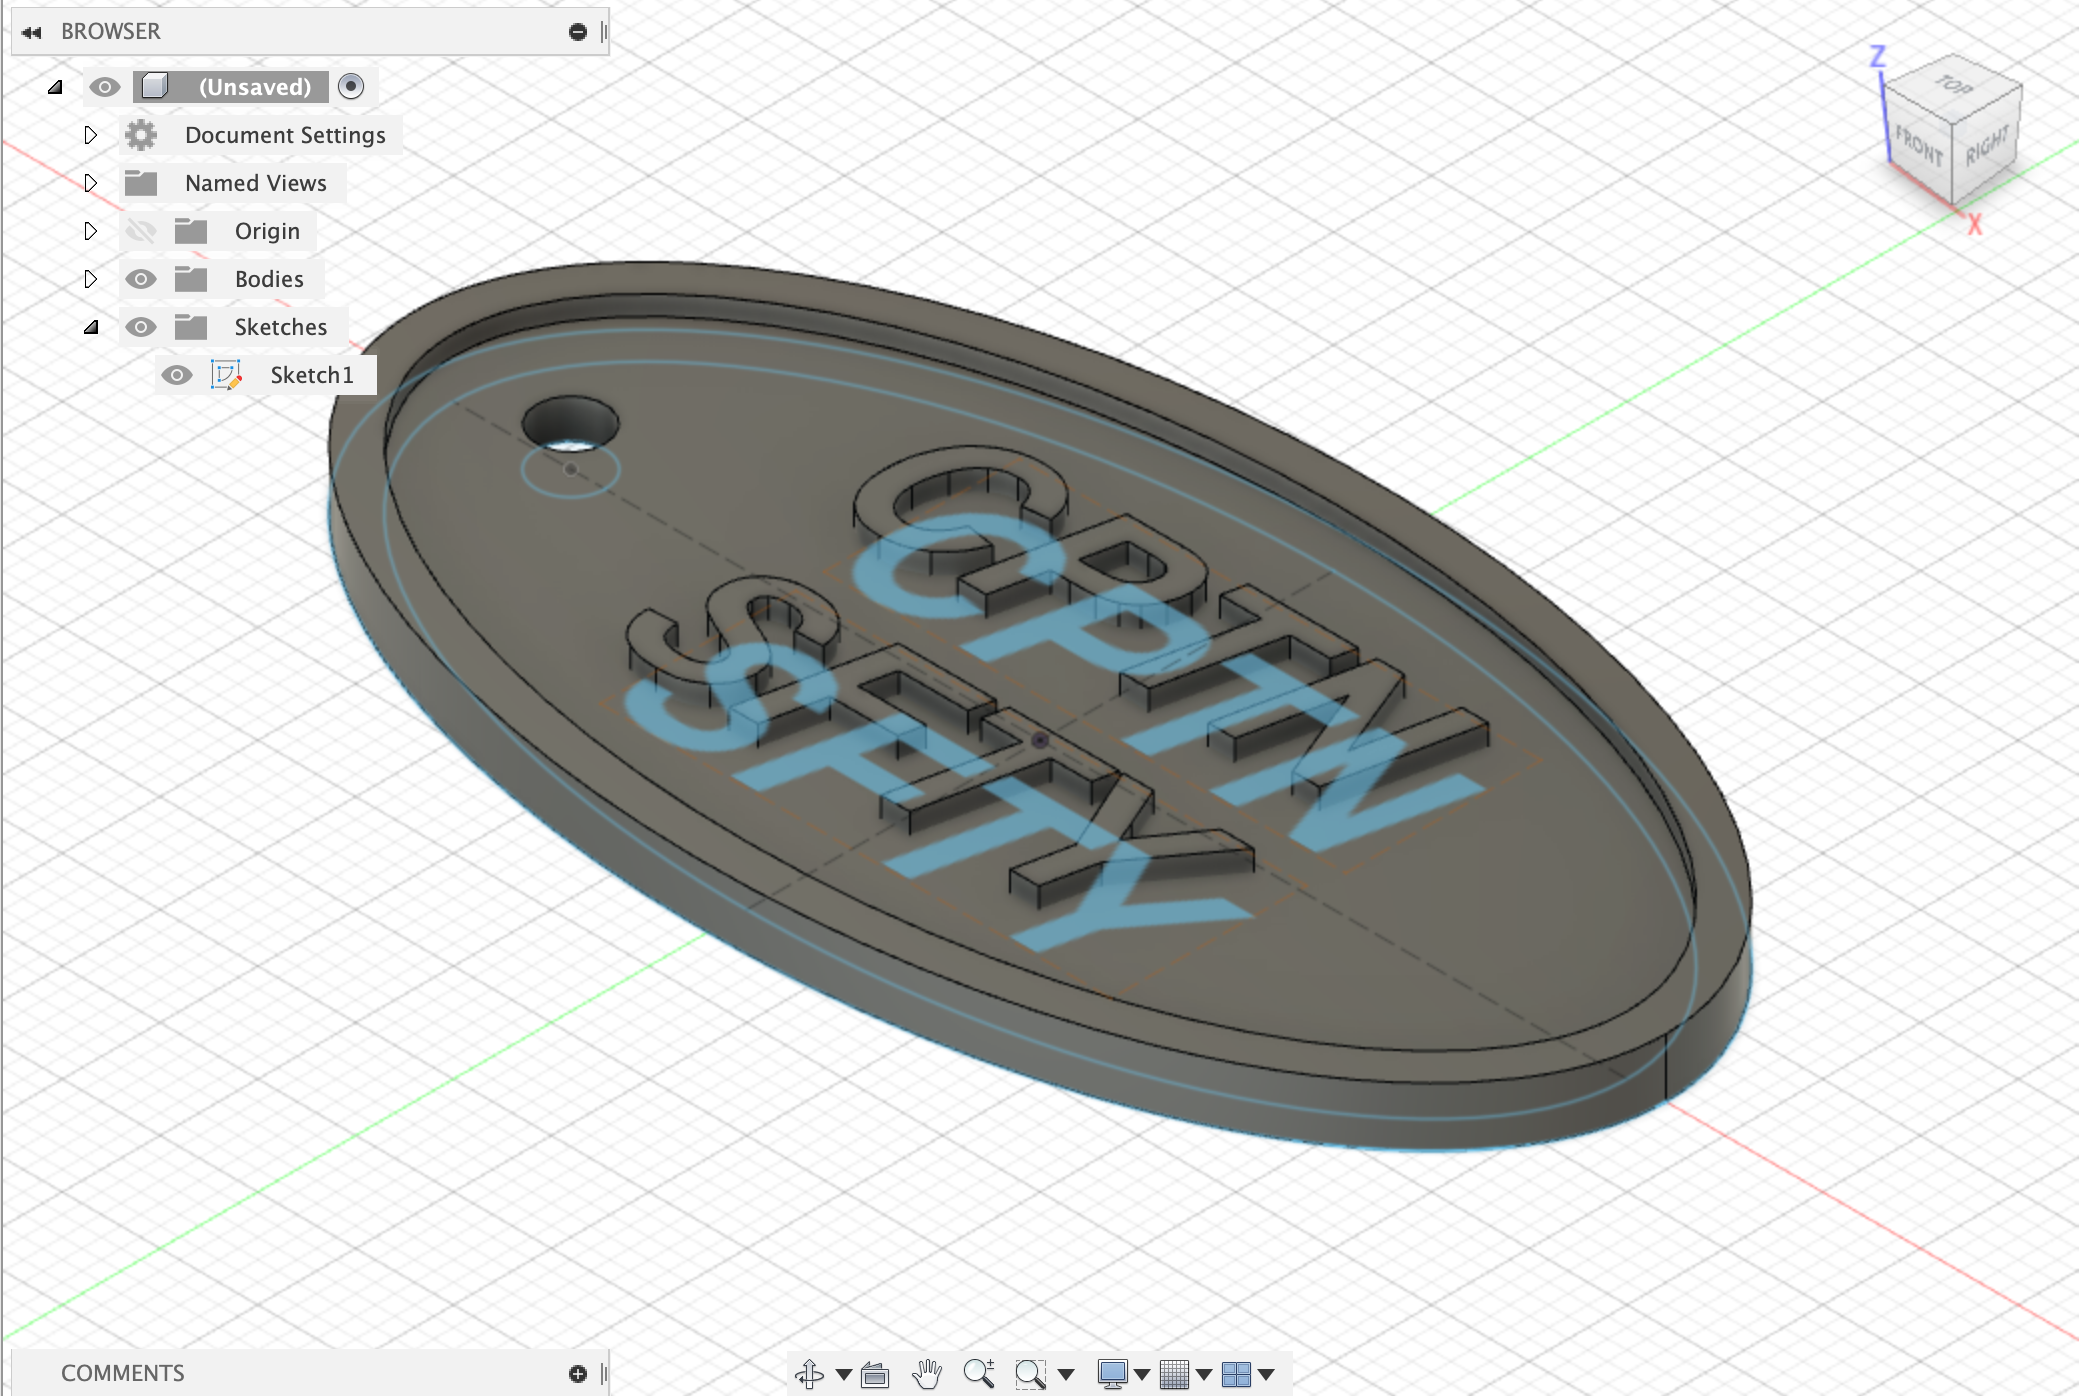 BROWSER
(Unsaved)
Document Settings
Named Views
Origin
Bodies
Sketches
Sketch1
Z
TOP
FRONT
RIGHT
X
CPTN
SFTY
COMMENTS